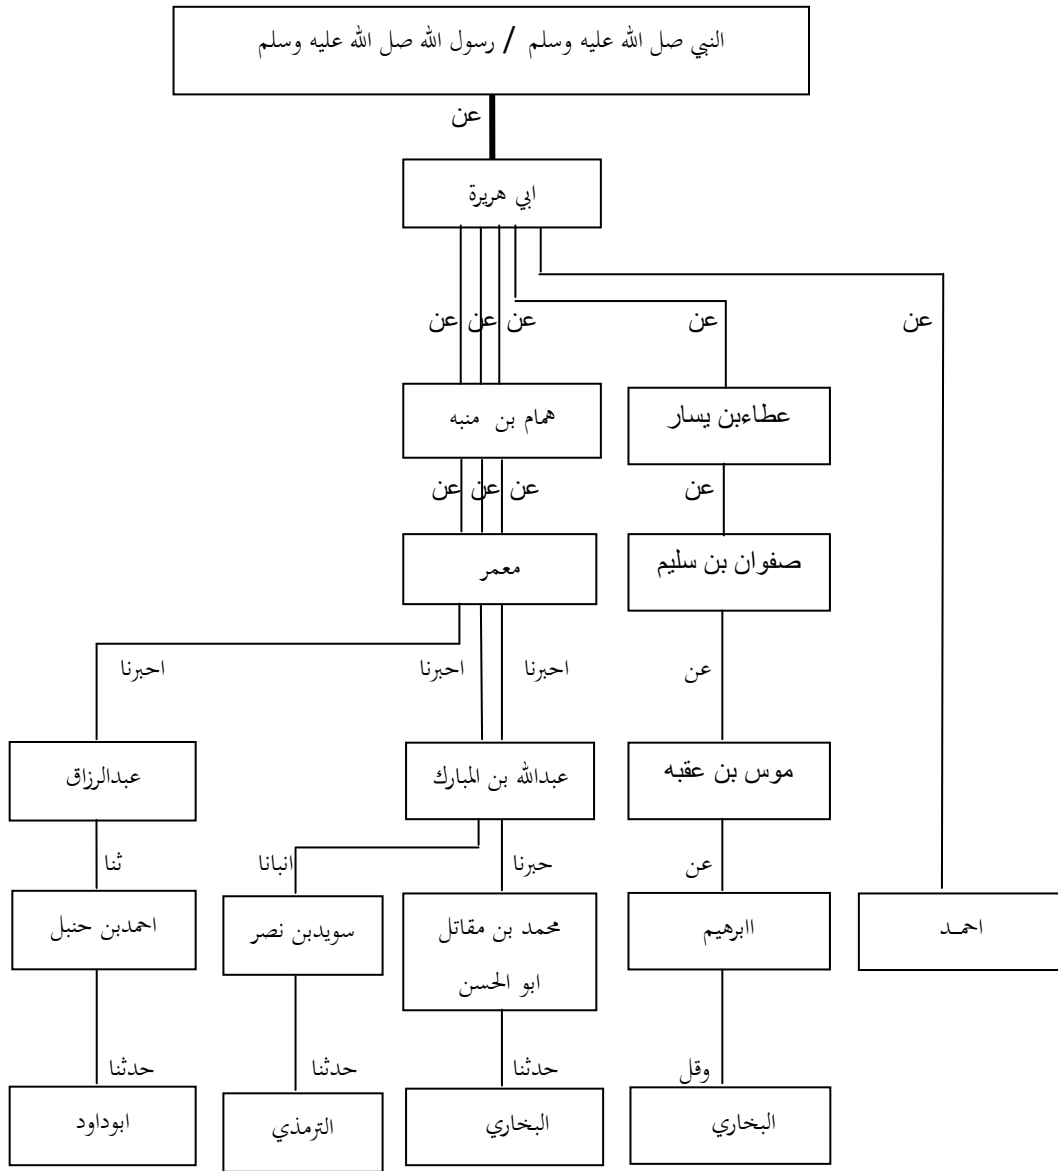 النبي صل الله عليه وسلم / رسول الله صل الله عليه وسلم
عن
ابي هريرة
عن
عن
عن
عن
عن
عطاءبن يسار
همام بن منبه
عن
عن
عن
عن
صفوان بن سليم
معمر
عن
احبرنا
احبرنا
احبرنا
موس بن عقبه
عبدالله بن المبارك
عبدالرزاق
عن
حبرنا
انبانا
ثنا
احمـد
اابرهيم
محمد بن مقاتل
ابو الحسن
سويدبن نصر
احمدبن حنبل
وقل
حدثنا
حدثنا
حدثنا
البخاري
البخاري
الترمذي
ابوداود